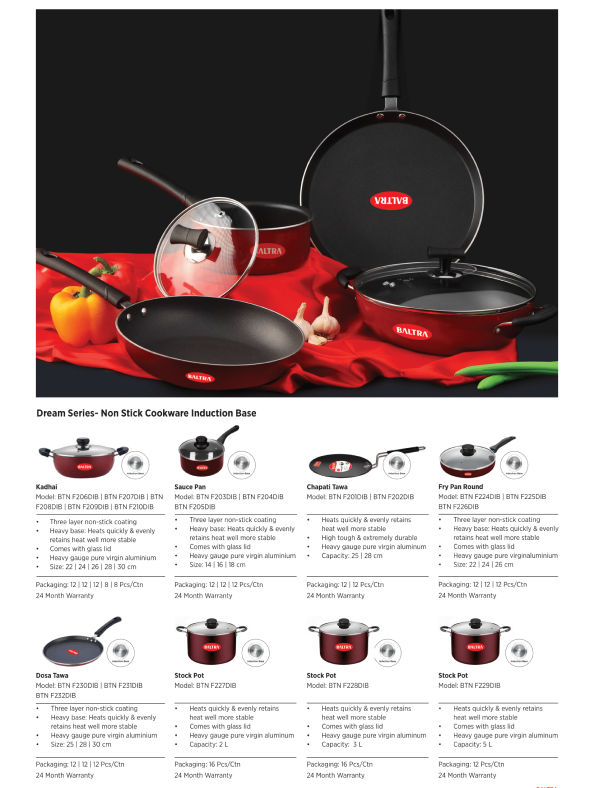 BALTRA
BALTRA
BALTRA
BALTRA
Dream Series- Non Stick Cookware Induction Base
Kadhai
Model: BTN F206DIB | BTN F207DIB | BTN
F208DIB | BTN F209DIB | BTN F210DIB
• Three layer non-stick coating
• Heavy base: Heats quickly & evenly
retains heat well more stable
• Comes with glass lid
• Heavy gauge pure virgin aluminium
• Size: 22 | 24 | 26 | 28 | 30 cm
Packaging: 12 | 12 | 12 | 8 | 8 Pcs/Ctn
24 Month Warranty
Sauce Pan
Model: BTN F203DIB | BTN F204DIB
BTN F205DIB
• Three layer non-stick coating
• Heavy base: Heats quickly & evenly
retains heat well more stable
• Comes with glass lid
• Heavy gauge pure virgin aluminium
• Size: 14 | 16 | 18 cm
Packaging: 12 | 12 | 12 Pcs/Ctn
24 Month Warranty
Chapati Tawa
Model: BTN F201DIB | BTN F202DIB
• Heats quickly & evenly retains
heat well more stable
• High tough & extremely durable
• Heavy gauge pure virgin aluminum
• Capacity: 25 | 28 cm
Packaging: 12 | 12 Pcs/Ctn
24 Month Warranty
Fry Pan Round
Model: BTN F224DIB | BTN F225DIB
BTN F226DIB
• Three layer non-stick coating
• Heavy base: Heats quickly & evenly
retains heat well more stable
• Comes with glass lid
• Heavy gauge pure virginaluminium
• Size: 22 | 24 | 26 cm
Packaging: 12 | 12 | 12 Pcs/Ctn
24 Month Warranty
Dosa Tawa
Model: BTN F230DIB | BTN F231DIB
BTN F232DIB
• Three layer non-stick coating
• Heavy base: Heats quickly & evenly
retains heat well more stable
• Heavy gauge pure virgin aluminium
• Size: 25 | 28 | 30 cm
Packaging: 12 | 12 | 12 Pcs/Ctn
24 Month Warranty
Stock Pot
Model: BTN F227DIB
• Heats quickly & evenly retains
heat well more stable
• Comes with glass lid
• Heavy gauge pure virgin aluminum
• Capacity: 2 L
Packaging: 16 Pcs/Ctn
24 Month Warranty
Stock Pot
Model: BTN F228DIB
• Heats quickly & evenly retains
heat well more stable
• Comes with glass lid
• Heavy gauge pure virgin aluminum
• Capacity: 3 L
Packaging: 16 Pcs/Ctn
24 Month Warranty
Stock Pot
Model: BTN F229DIB
• Heats quickly & evenly retains
heat well more stable
• Comes with glass lid
• Heavy gauge pure virgin aluminum
• Capacity: 5 L
Packaging: 12 Pcs/Ctn
24 Month Warranty